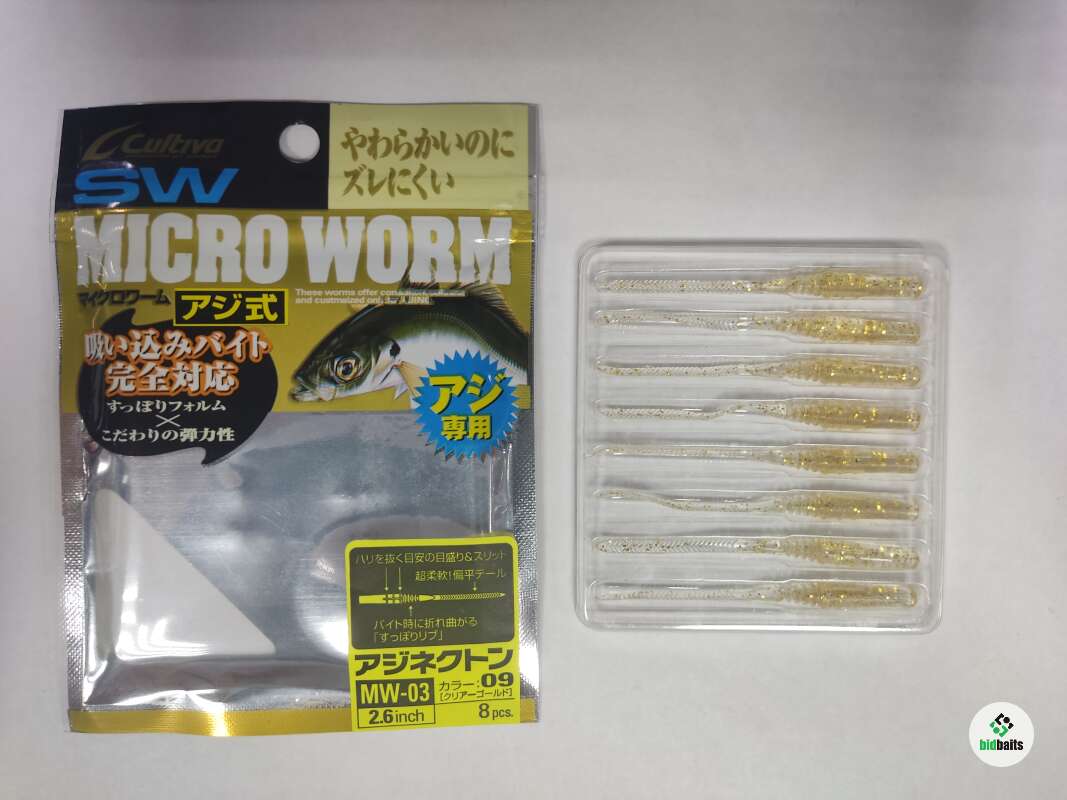 Cultiva
SW
やわらかいのに
ズレにくい
MICRO WORM
マイクロワーム アジ式
These worms offer
and custmaized
吸い込みバイト
完全対応
すっぽりフォルム
×
こだわりの弾力性
アジ
専用
ハリを抜く目安の目盛り&スリット
超柔軟!偏平テール
バイト時に折れ曲がる
「すっぽりリブ」
アジネクトン
MW-03 カラー:09
[クリアーゴールド]
2.6inch 8pcs.
bidbaits